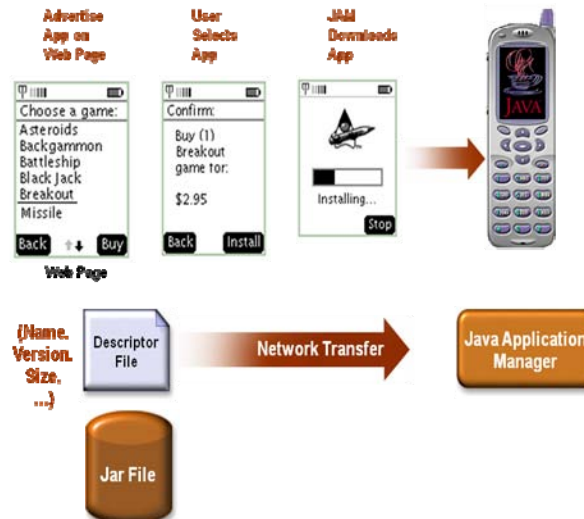 Advertise
App on
Web Page
User
Selects
App
JAM
Downloads
App
Choose a game:
Asteroids
Backgammon
Battleship
Black Jack
Breakout
Missile
Back
Buy
Web Page
Confirm:
Buy (1)
Breakout
game for:
$2.95
Back
Install
Installing...
Stop
JAVA
(Name,
Version,
Size,
...)
Descriptor
File
Network Transfer
Java Application
Manager
Jar File